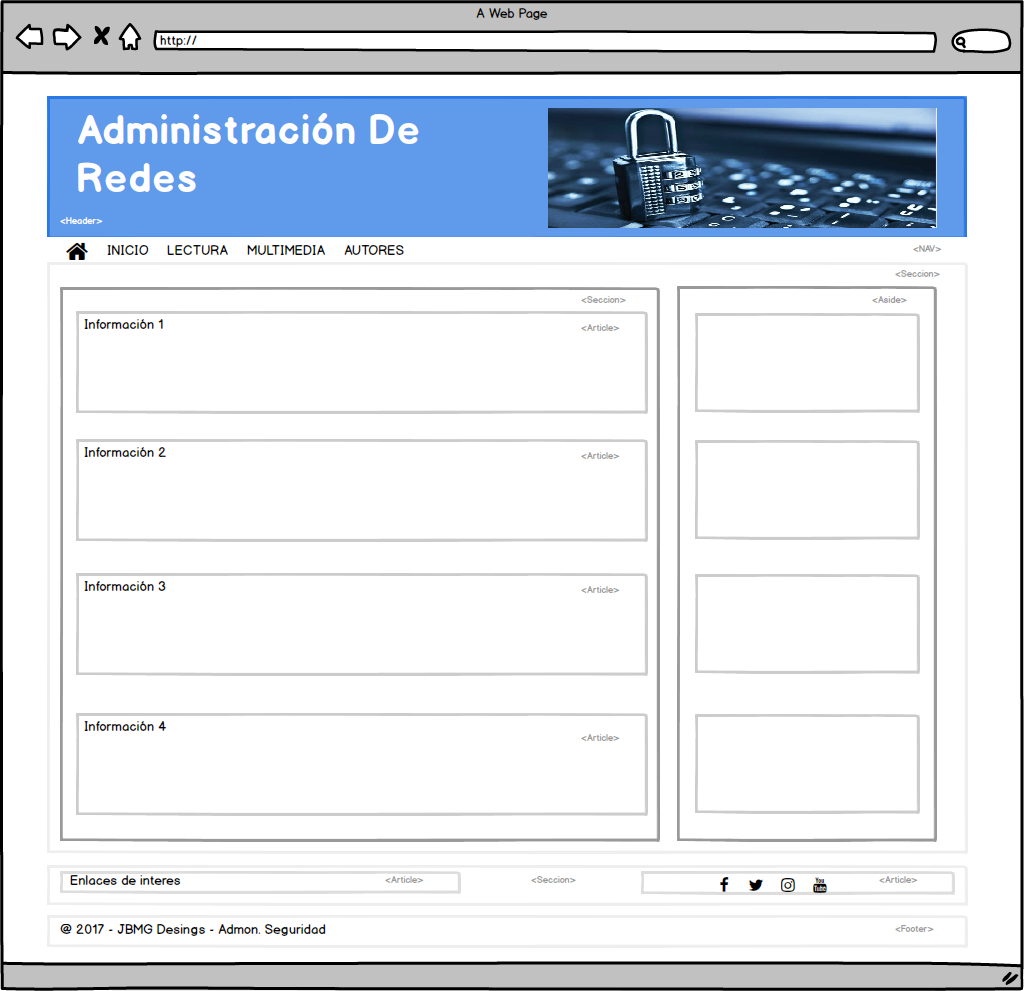 A Web Page
http://
Administración De
Redes
<Header>
INICIO LECTURA MULTIMEDIA AUTORES
<NAV>
<Seccion>
<Seccion>
<Aside>
Información 1
<Article>
Información 2
<Article>
Información 3
<Article>
Información 4
<Article>
Enlaces de interes
<Article>
<Seccion>
You
Tube
<Article>
@ 2017 - JBMG Desings - Admon. Seguridad
<Footer>